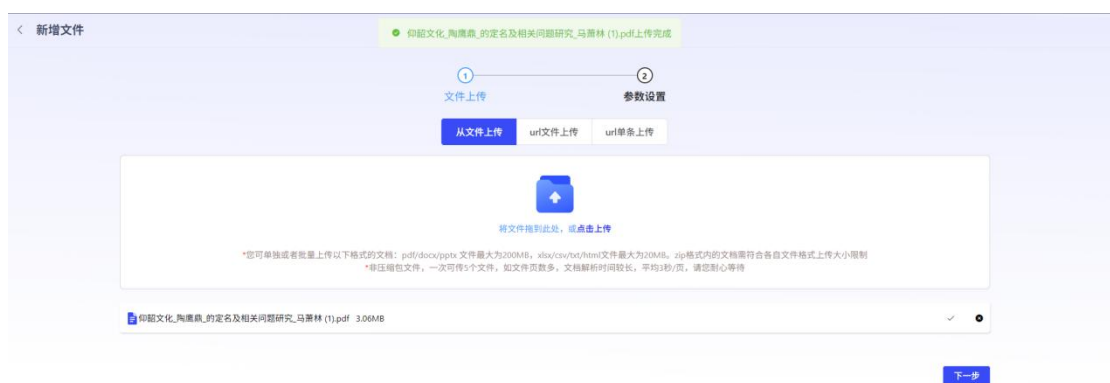 新增文件
仰韶文化_陶鹰鼎_的定名及相关问题研究_马萧林 (1).pdf上传完成
1
2
文件上传
参数设置
从文件上传
url文件上传
url单条上传
将文件拖到此处，或点击上传
*您可单独或者批量上传以下格式的文档：pdf/docx/pptx 文件最大为200MB，xlsx/csv/txt/html文件最大为20MB。zip格式内的文档需符合各自文件格式上传大小限制
*非压缩包文件，一次可传5个文件，如文件页数多，文档解析时间较长，平均3秒/页，请您耐心等待
仰韶文化_陶鹰鼎_的定名及相关问题研究_马萧林 (1).pdf 3.06MB
下一步